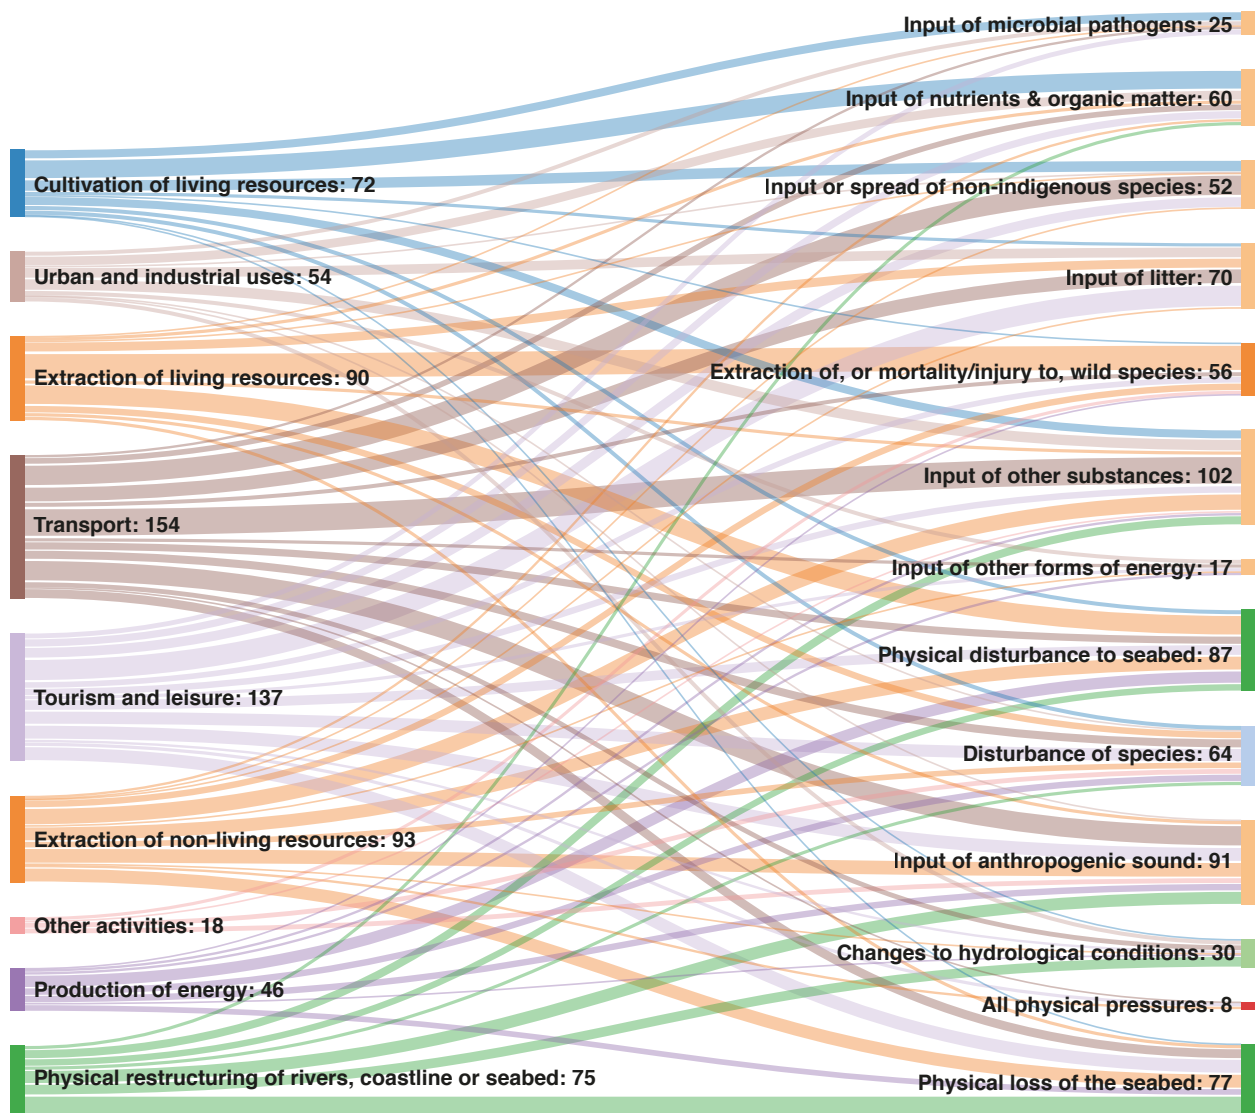 Input of microbial pathogens: 25
Input of nutrients & organic matter: 60
Cultivation of living resources: 72
Input or spread of non-indigenous species: 52
Urban and industrial uses: 54
Input of litter: 70
Extraction of living resources: 90
Extraction of, or mortality/injury to, wild species: 56
Input of other substances: 102
Transport: 154
Input of other forms of energy: 17
Physical disturbance to seabed: 87
Tourism and leisure: 137
Disturbance of species: 64
Extraction of non-living resources: 93
Input of anthropogenic sound: 91
Other activities: 18
Changes to hydrological conditions: 30
Production of energy: 46
All physical pressures: 8
Physical restructuring of rivers, coastline or seabed: 75
Physical loss of the seabed: 77